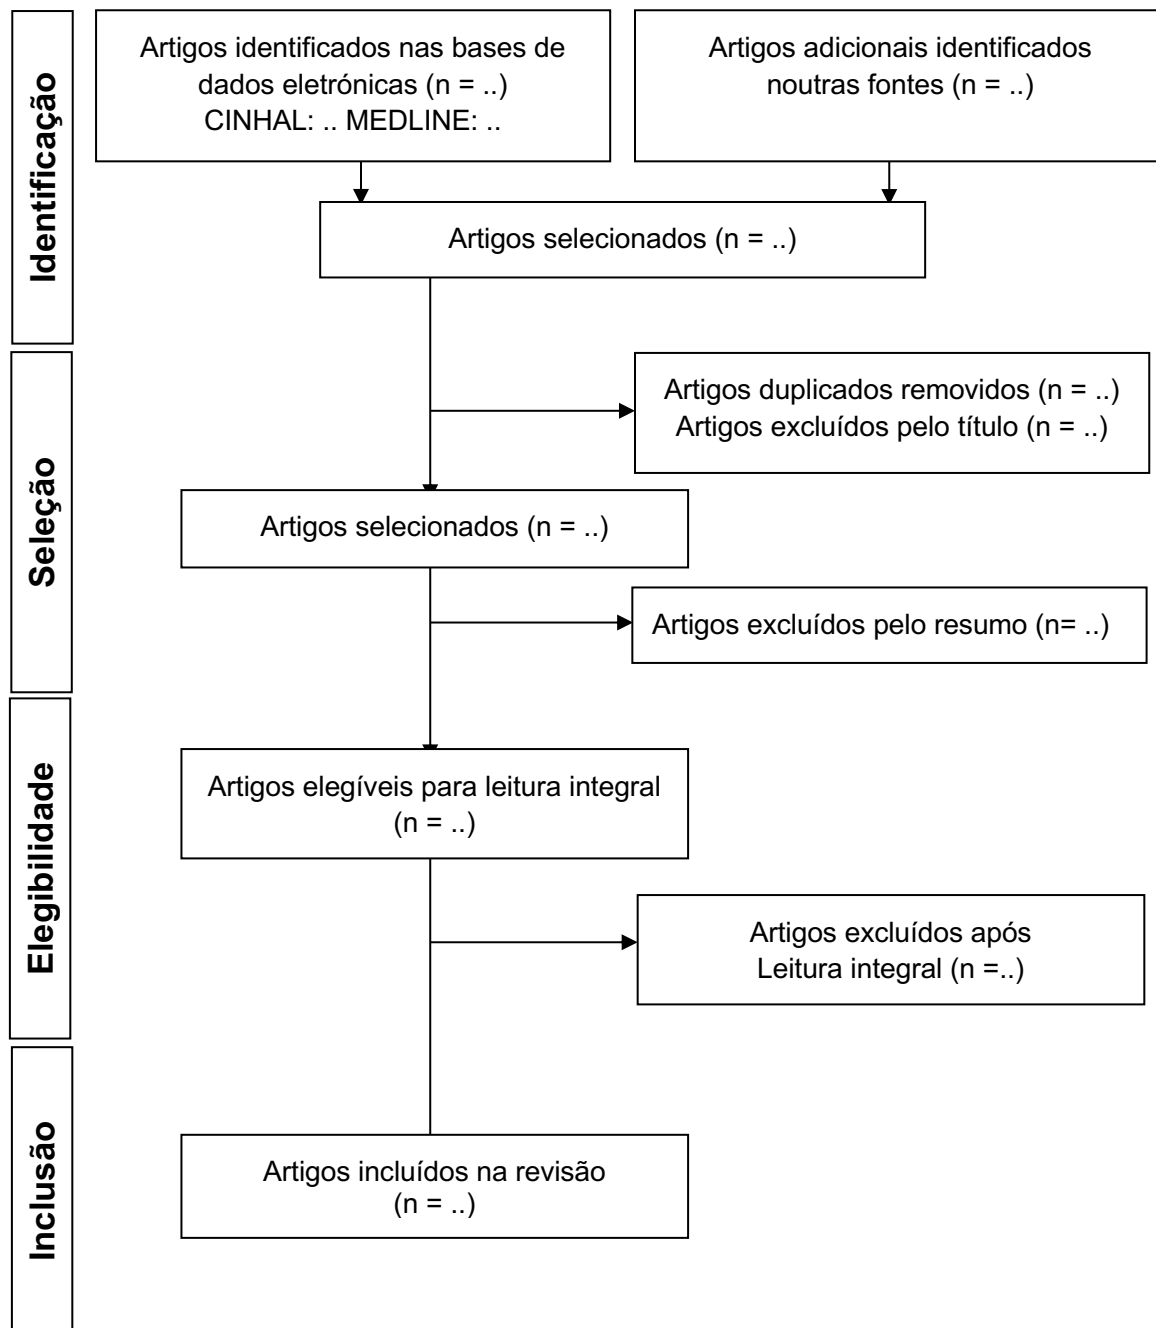 Identificação
Artigos identificados nas bases de
dados eletrónicas (n = ..)
CINHAL: .. MEDLINE: ..
Artigos adicionais identificados
noutras fontes (n = ..)
Artigos selecionados (n = ..)
Seleção
Artigos duplicados removidos (n = ..)
Artigos excluídos pelo título (n = ..)
Artigos selecionados (n = ..)
Artigos excluídos pelo resumo (n= ..)
Elegibilidade
Artigos elegíveis para leitura integral
(n = ..)
Artigos excluídos após
Leitura integral (n =..)
Inclusão
Artigos incluídos na revisão
(n = ..)